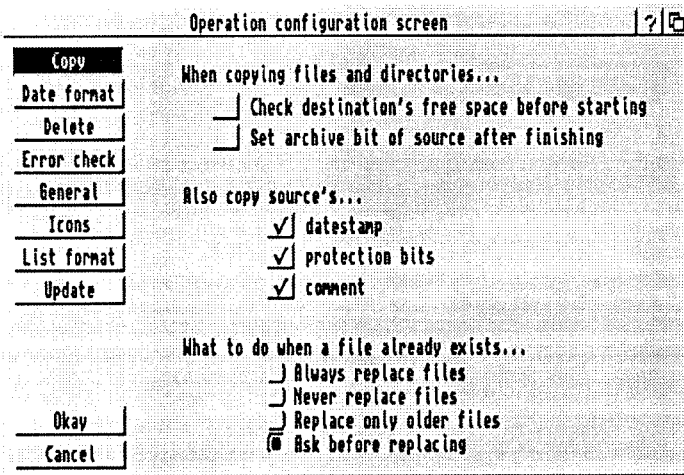 Operation configuration screen ?
Copy
Date format
Delete
Error check
General
Icons
List format
Update
Okay
Cancel
When copying files and directories...
Check destination's free space before starting
Set archive bit of source after finishing
Also copy source's...
datestamp
protection bits
comment
What to do when a file already exists...
Always replace files
Never replace files
Replace only older files
Ask before replacing